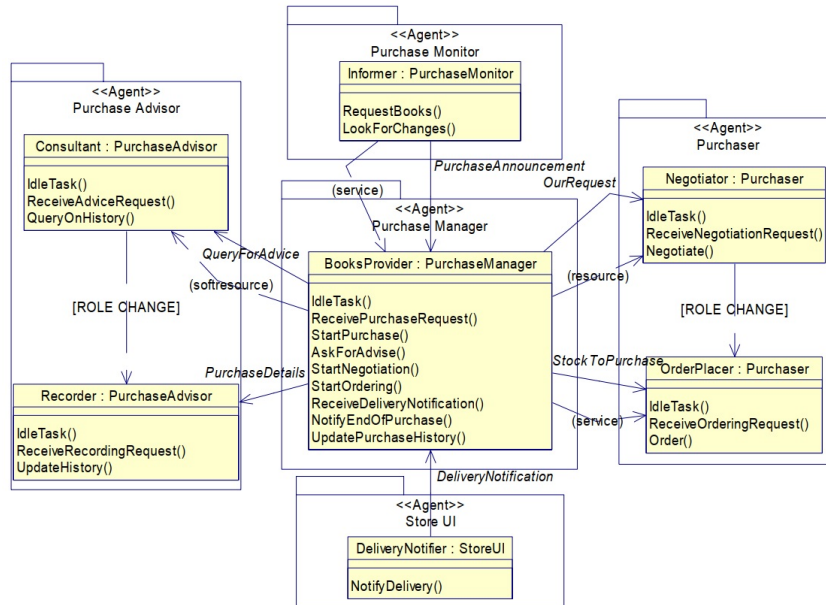 <<Agent>>
Purchase Monitor
Informer : PurchaseMonitor
RequestBooks()
LookForChanges()
<<Agent>>
Purchase Advisor
Consultant : PurchaseAdvisor
IdleTask()
ReceiveAdviceRequest()
QueryOnHistory()
[ROLE CHANGE]
Recorder : PurchaseAdvisor
IdleTask()
ReceiveRecordingRequest()
UpdateHistory()
PurchaseAnnouncement
(service)
OurRequest
QueryForAdvice
(softresource)
PurchaseDetails
<<Agent>>
Purchase Manager
BooksProvider : PurchaseManager
IdleTask()
ReceivePurchaseRequest()
StartPurchase()
AskForAdvise()
StartNegotiation()
StartOrdering()
ReceiveDeliveryNotification()
NotifyEndOfPurchase()
UpdatePurchaseHistory()
(resource)
StockToPurchase
(service)
DeliveryNotification
<<Agent>>
Purchaser
Negotiator : Purchaser
IdleTask()
ReceiveNegotiationRequest()
Negotiate()
[ROLE CHANGE]
OrderPlacer : Purchaser
IdleTask()
ReceiveOrderingRequest()
Order()
<<Agent>>
Store UI
DeliveryNotifier : StoreUI
NotifyDelivery()